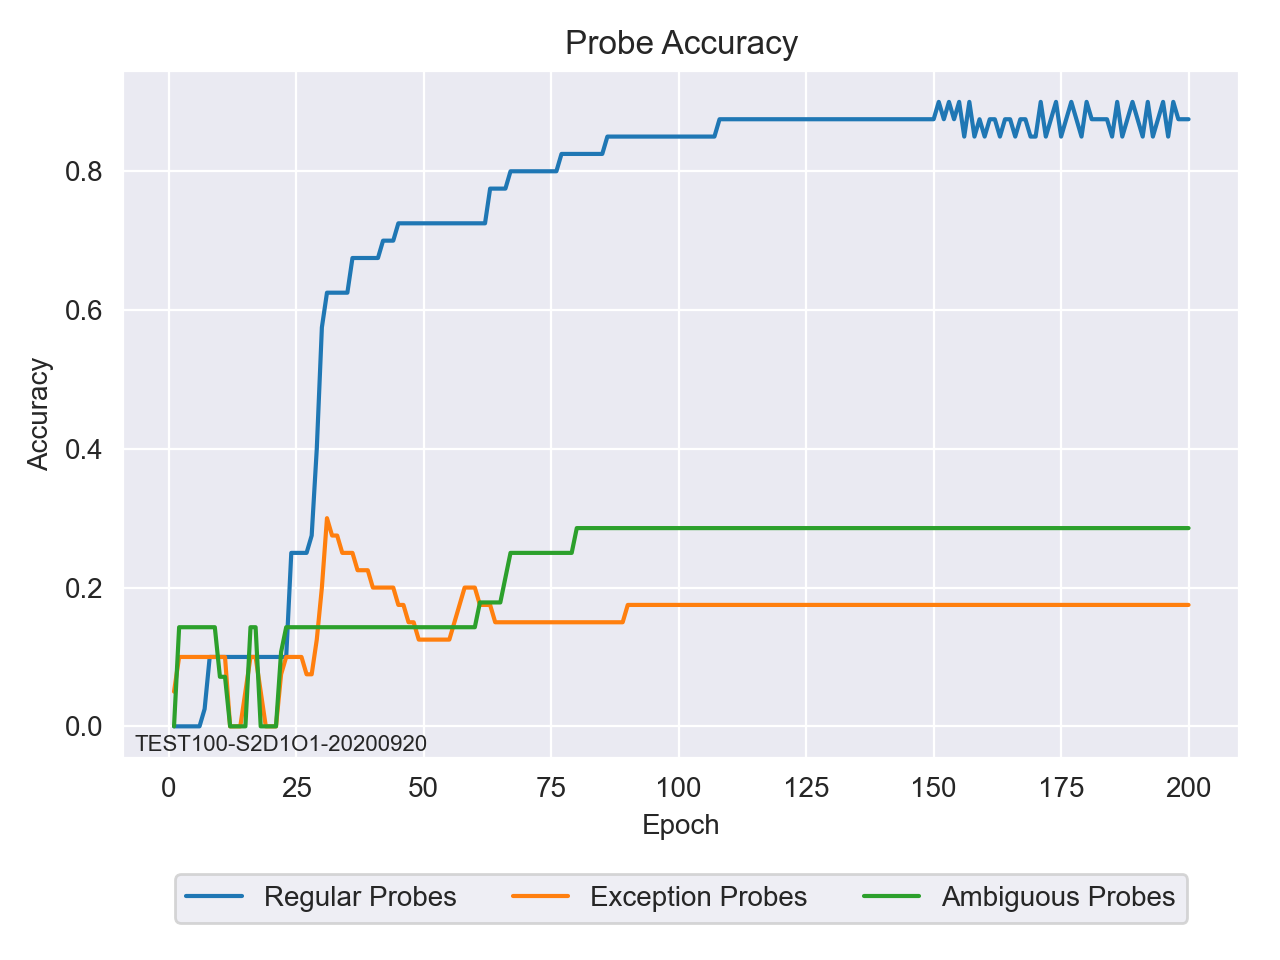 Probe Accuracy
Accuracy
0.8
0.6
0.4
0.2
0.0
TEST100-S2D1O1-20200920
0 25 50 75 100 125 150 175 200
Epoch
Regular Probes Exception Probes Ambiguous Probes